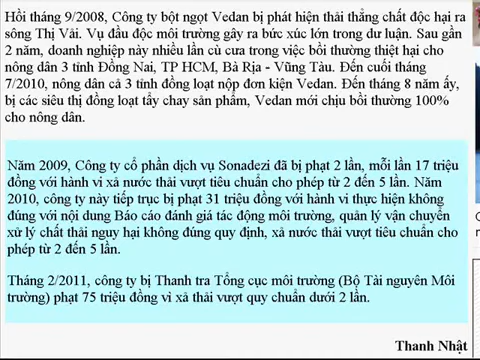 Hồi tháng 9/2008, Công ty bột ngọt Vedan bị phát hiện thải thẳng chất độc hại ra
sông Thị Vải. Vụ đầu độc môi trường gây ra bức xúc lớn trong dư luận. Sau gần
2 năm, doanh nghiệp này nhiều lần cù cưa trong việc bồi thường thiệt hại cho
nông dân 3 tỉnh Đồng Nai, TP HCM, Bà Rịa - Vũng Tàu. Đến cuối tháng
7/2010, nông dân cả 3 tỉnh đồng loạt nộp đơn kiện Vedan. Đến tháng 8 năm ấy,
bị các siêu thị đồng loạt tẩy chay sản phẩm, Vedan mới chịu bồi thường 100%
cho nông dân.
Năm 2009, Công ty cổ phần dịch vụ Sonadezi đã bị phạt 2 lần, mỗi lần 17 triệu
đồng với hành vi xả nước thải vượt tiêu chuẩn cho phép từ 2 đến 5 lần. Năm
2010, công ty này tiếp trục bị phạt 31 triệu đồng với hành vi thực hiện không
đúng với nội dung Báo cáo đánh giá tác động môi trường, quản lý vận chuyển
xử lý chất thải nguy hại không đúng quy định, xả nước thải vượt tiêu chuẩn cho
phép từ 2 đến 5 lần.
Tháng 2/2011, công ty bị Thanh tra Tổng cục môi trường (Bộ Tài nguyên Môi
trường) phạt 75 triệu đồng vì xả thải vượt quy chuẩn dưới 2 lần.
Thanh Nhật